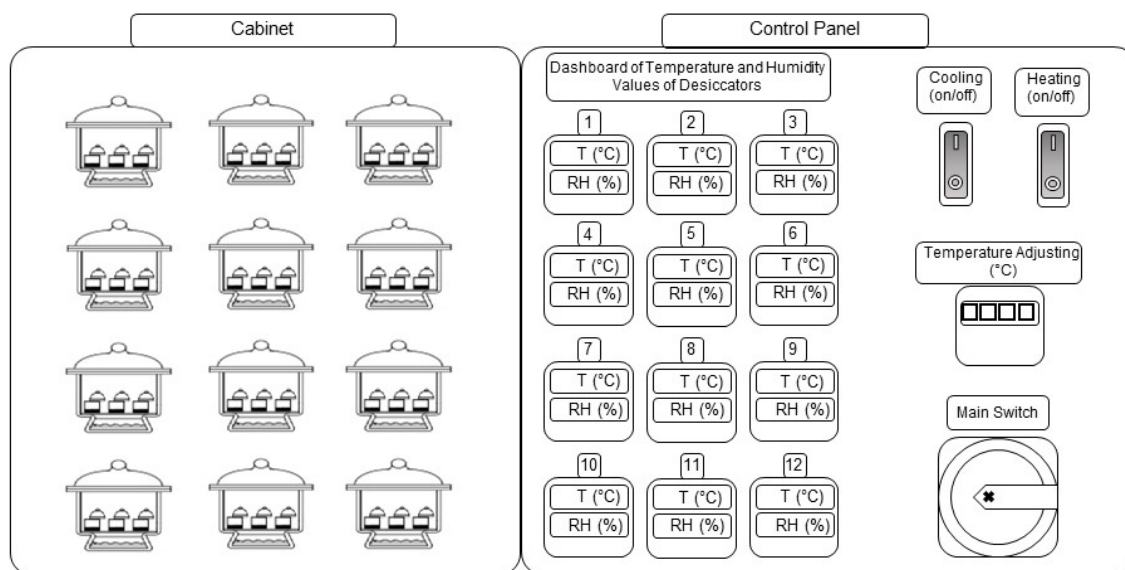 Cabinet
Control Panel
Dashboard of Temperature and Humidity
Values of Desiccators
Cooling
(on/off)
Heating
(on/off)
1
2
3
T (°C)
T (°C)
T (°C)
RH (%)
RH (%)
RH (%)
4
5
6
T (°C)
T (°C)
T (°C)
RH (%)
RH (%)
RH (%)
Temperature Adjusting
(°C)
7
8
9
T (°C)
T (°C)
T (°C)
RH (%)
RH (%)
RH (%)
Main Switch
10
11
12
T (°C)
T (°C)
T (°C)
RH (%)
RH (%)
RH (%)